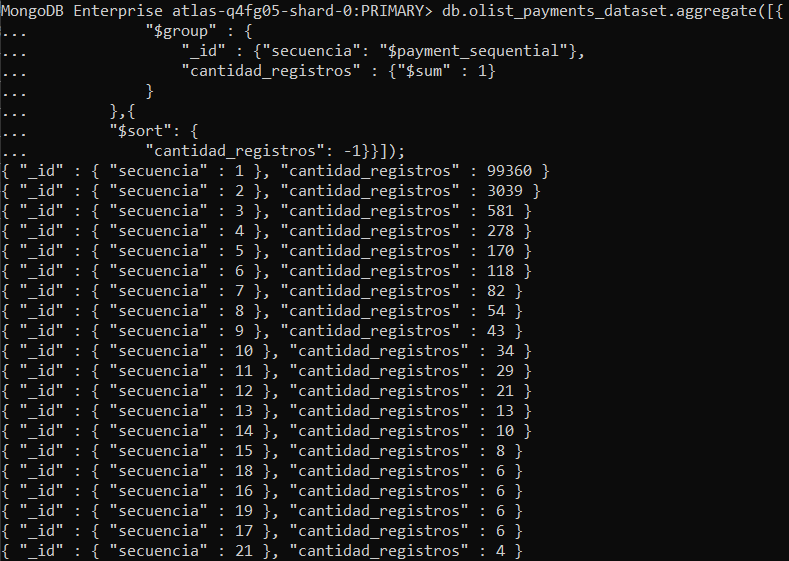 MongoDB Enterprise atlas-q4fg05-shard-0:PRIMARY> db.olist_payments_dataset.aggregate([{
...             "$group" : {
...                 "_id" : {"secuencia": "$payment_sequential"},
...                 "cantidad_registros" : {"$sum" : 1}
...             }
...         },{
...         "$sort": {
...             "cantidad_registros": -1}}]);
{ "_id" : { "secuencia" : 1 }, "cantidad_registros" : 99360 }
{ "_id" : { "secuencia" : 2 }, "cantidad_registros" : 3039 }
{ "_id" : { "secuencia" : 3 }, "cantidad_registros" : 581 }
{ "_id" : { "secuencia" : 4 }, "cantidad_registros" : 278 }
{ "_id" : { "secuencia" : 5 }, "cantidad_registros" : 170 }
{ "_id" : { "secuencia" : 6 }, "cantidad_registros" : 118 }
{ "_id" : { "secuencia" : 7 }, "cantidad_registros" : 82 }
{ "_id" : { "secuencia" : 8 }, "cantidad_registros" : 54 }
{ "_id" : { "secuencia" : 9 }, "cantidad_registros" : 43 }
{ "_id" : { "secuencia" : 10 }, "cantidad_registros" : 34 }
{ "_id" : { "secuencia" : 11 }, "cantidad_registros" : 29 }
{ "_id" : { "secuencia" : 12 }, "cantidad_registros" : 21 }
{ "_id" : { "secuencia" : 13 }, "cantidad_registros" : 13 }
{ "_id" : { "secuencia" : 14 }, "cantidad_registros" : 10 }
{ "_id" : { "secuencia" : 15 }, "cantidad_registros" : 8 }
{ "_id" : { "secuencia" : 18 }, "cantidad_registros" : 6 }
{ "_id" : { "secuencia" : 16 }, "cantidad_registros" : 6 }
{ "_id" : { "secuencia" : 19 }, "cantidad_registros" : 6 }
{ "_id" : { "secuencia" : 17 }, "cantidad_registros" : 6 }
{ "_id" : { "secuencia" : 21 }, "cantidad_registros" : 4 }